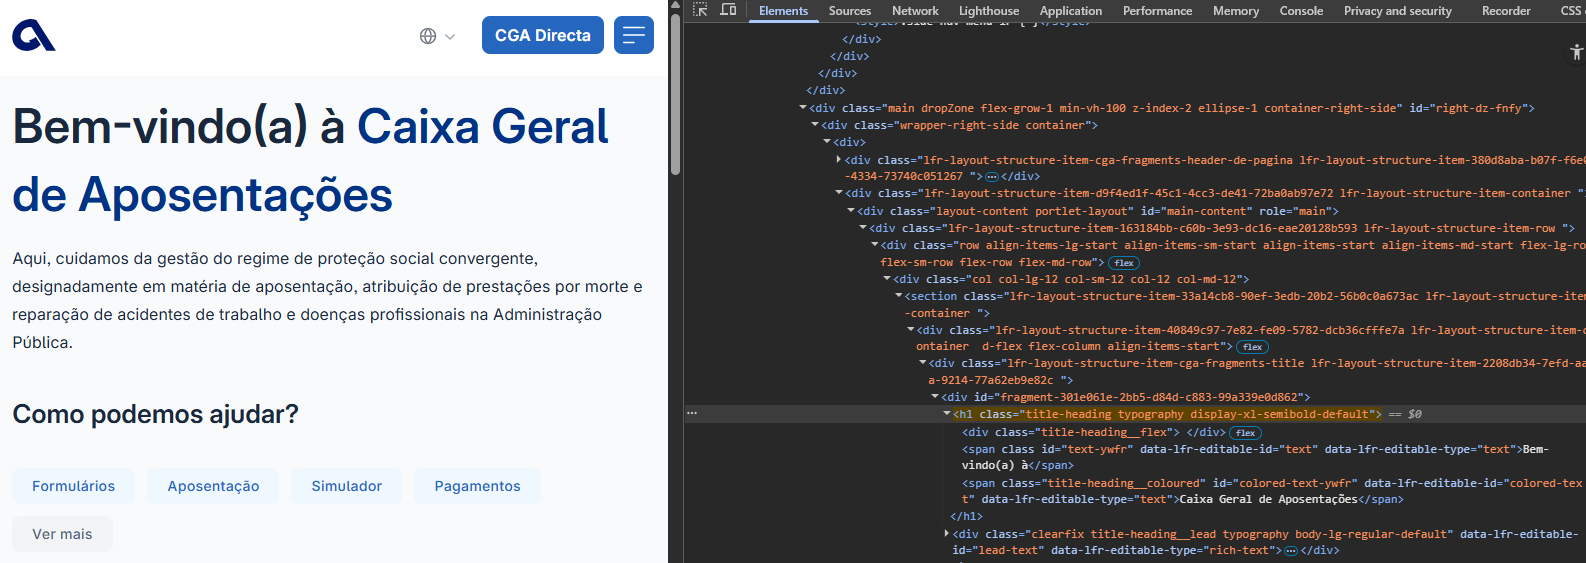 CGA Directa
Bem-vindo(a) à Caixa Geral
de Aposentações
Aqui, cuidamos da gestão do regime de proteção social convergente,
designadamente em matéria de aposentação, atribuição de prestações por morte e
reparação de acidentes de trabalho e doenças profissionais na Administração
Pública.
Como podemos ajudar?
Formulários Aposentação Simulador Pagamentos
Ver mais
Elements Sources Network Lighthouse Application Performance Memory Console Privacy and security Recorder CSS
</div>
</div>
</div>
</div>
<div class="main dropZone flex-grow-1 min-vh-100 z-index-2 ellipse-1 container-right-side" id="right-dz-fnfy">
<div class="wrapper-right-side container">
<div>
<div class="lfr-layout-structure-item-cga-fragments-header-de-pagina lfr-layout-structure-item-380d8aba-b07f-f6e0
-4334-73740c051267 ">…</div>
<div class="lfr-layout-structure-item-d9f4ed1f-45c1-4cc3-de41-72ba0ab97e72 lfr-layout-structure-item-container "
<div class="layout-content portlet-layout" id="main-content" role="main">
<div class="lfr-layout-structure-item-163184bb-c60b-3e93-dc16-eae20128b593 lfr-layout-structure-item-row ">
<div class="row align-items-lg-start align-items-sm-start align-items-start align-items-md-start flex-lg-ro
flex-sm-row flex-row flex-md-row"> flex
<div class="col col-lg-12 col-sm-12 col-12 col-md-12">
<section class="lfr-layout-structure-item-33a14cb8-90ef-3edb-20b2-56b0c0a673ac lfr-layout-structure-item
-container ">
<div class="lfr-layout-structure-item-40849c97-7e82-fe09-5782-dcb36cfffe7a lfr-layout-structure-item-c
ontainer d-flex flex-column align-items-start"> flex
<div class="lfr-layout-structure-item-cga-fragments-title lfr-layout-structure-item-2208db34-7efd-aa
a-9214-77a62eb9e82c ">
<div id="fragment-301e061e-2bb5-d84d-c883-99a339e0d862">
… <h1 class="title-heading typography display-xl-semibold-default"> == $0
<div class="title-heading__flex"> </div> flex
<span class id="text-ywfr" data-lfr-editable-id="text" data-lfr-editable-type="text">Bem-
vindo(a) à</span>
<span class="title-heading__coloured" id="colored-text-ywfr" data-lfr-editable-id="colored-tex
t" data-lfr-editable-type="text">Caixa Geral de Aposentações</span>
</h1>
<div class="clearfix title-heading__lead typography body-lg-regular-default" data-lfr-editable-
id="lead-text" data-lfr-editable-type="rich-text">…</div>